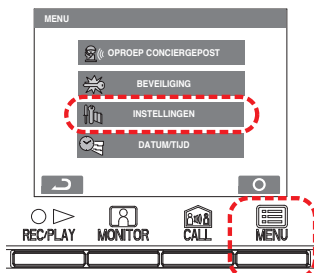 MENU
OPROEP CONCIERGEPOST
BEVEILIGING
INSTELLINGEN
DATUM/TIJD
REC/PLAY MONITOR CALL MENU